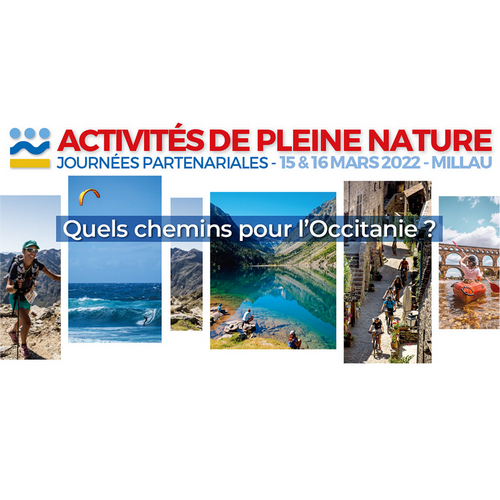 ACTIVITÉS DE PLEINE NATURE
JOURNÉES PARTENARIALES - 15 & 16 MARS 2022 - MILLAU
Quels chemins pour l'Occitanie ?